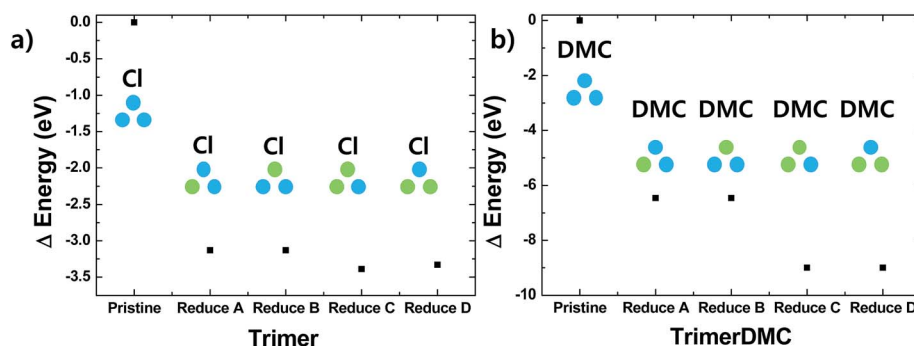 a)
Δ Energy (eV)
0.0
-0.5
-1.0
-1.5
-2.0
-2.5
-3.0
-3.5
Cl
Cl
Cl
Cl
Cl
Pristine
Reduce A
Reduce B
Reduce C
Reduce D
Trimer
b)
Δ Energy (eV)
0
-2
-4
-6
-8
-10
DMC
DMC
DMC
DMC
DMC
Pristine
Reduce A
Reduce B
Reduce C
Reduce D
TrimerDMC